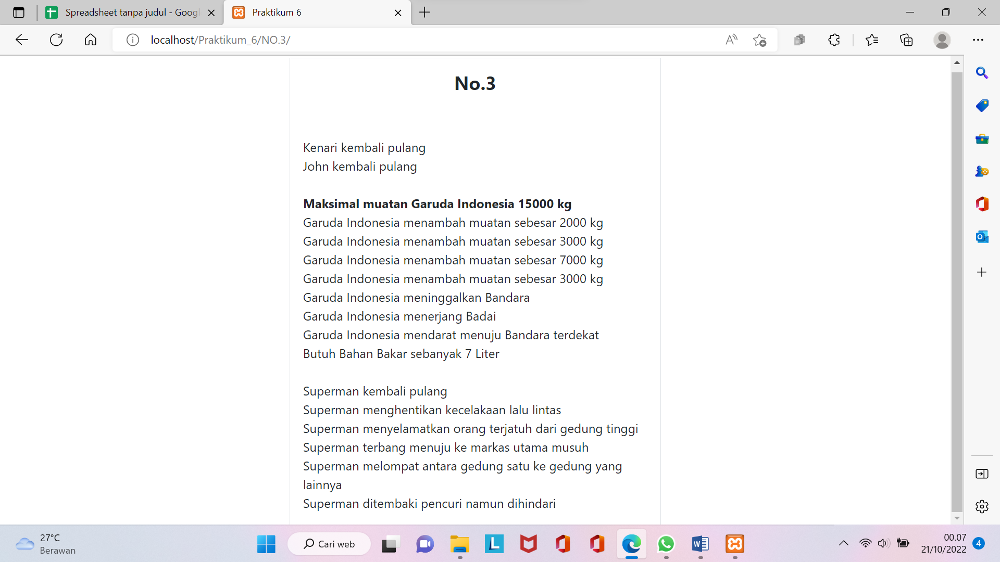 Spreadsheet tanpa judul - Googl
Praktikum 6
localhost/Praktikum_6/NO.3/
No.3
Kenari kembali pulang
John kembali pulang
Maksimal muatan Garuda Indonesia 15000 kg
Garuda Indonesia menambah muatan sebesar 2000 kg
Garuda Indonesia menambah muatan sebesar 3000 kg
Garuda Indonesia menambah muatan sebesar 7000 kg
Garuda Indonesia menambah muatan sebesar 3000 kg
Garuda Indonesia meninggalkan Bandara
Garuda Indonesia menerjang Badai
Garuda Indonesia mendarat menuju Bandara terdekat
Butuh Bahan Bakar sebanyak 7 Liter
Superman kembali pulang
Superman menghentikan kecelakaan lalu lintas
Superman menyelamatkan orang terjatuh dari gedung tinggi
Superman terbang menuju ke markas utama musuh
Superman melompat antara gedung satu ke gedung yang
lainnya
Superman ditembaki pencuri namun dihindari
27°C
Berawan
Cari web
00.07
21/10/2022
4